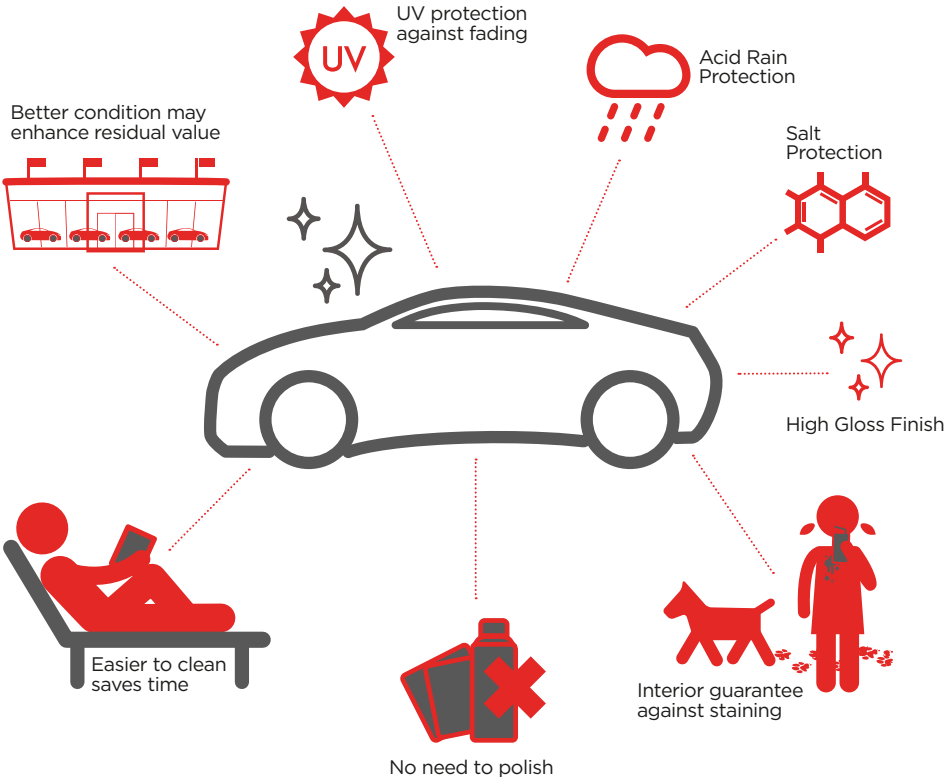 UV protection
against fading
UV
Acid Rain
Protection
Better condition may
enhance residual value
Salt
Protection
High Gloss Finish
Easier to clean
saves time
Interior guarantee
against staining
No need to polish